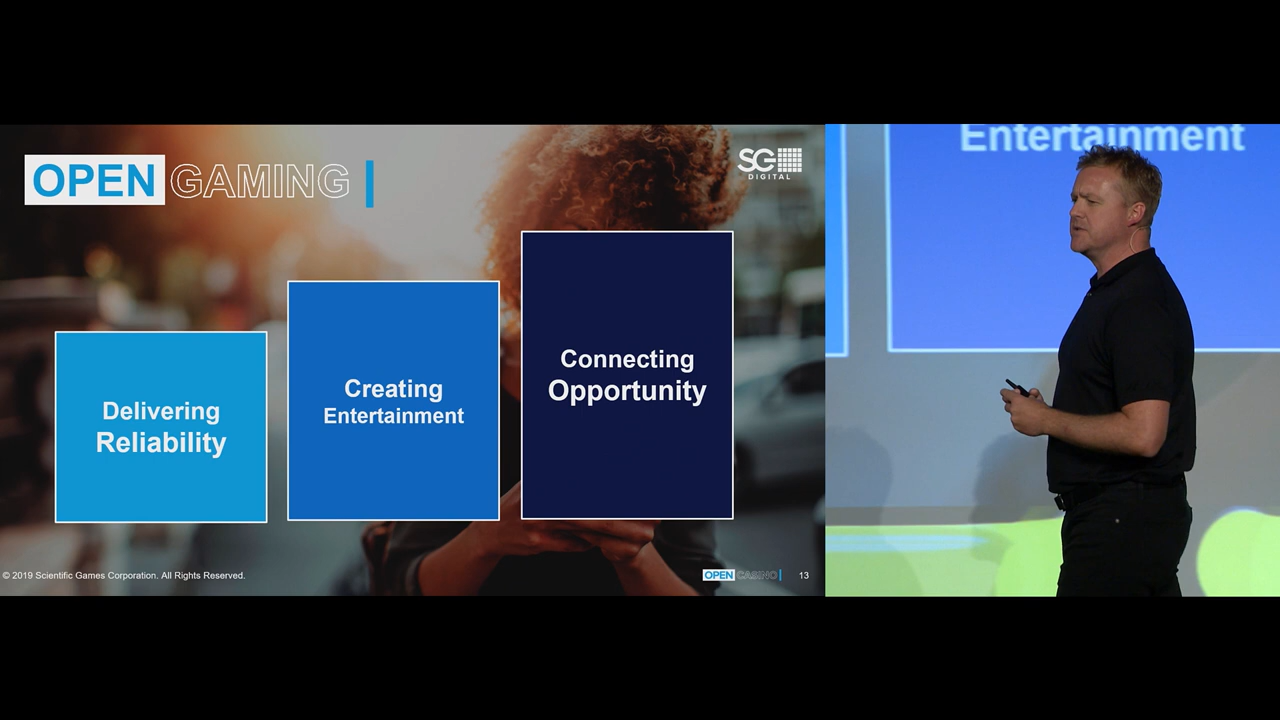 OPEN GAMING
SG
DIGITAL
Delivering
Reliability
Creating
Entertainment
Connecting
Opportunity
© 2019 Scientific Games Corporation. All Rights Reserved.
OPEN CASINO
13
Entertainment